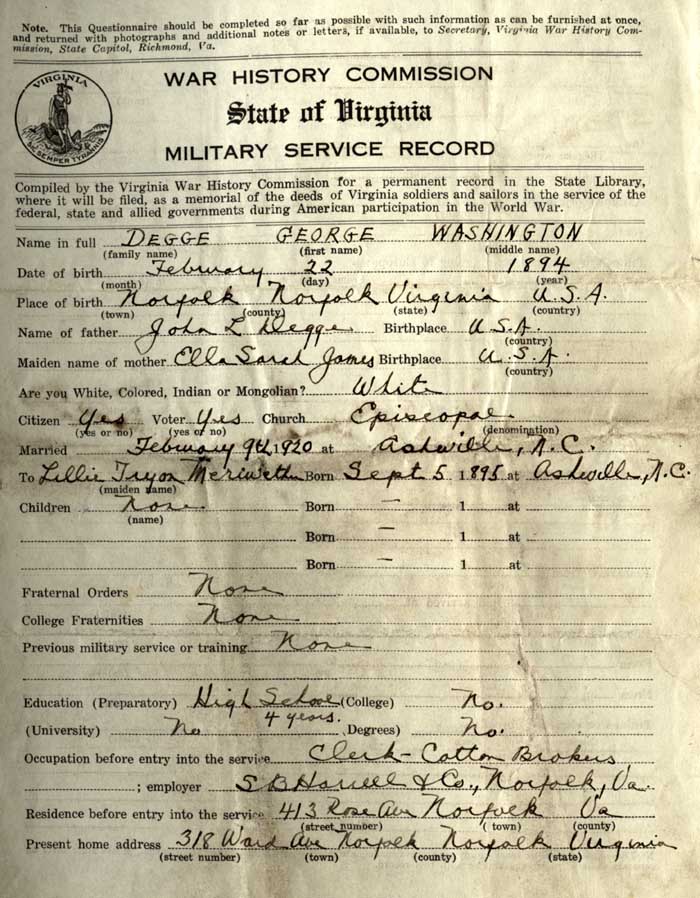 Note. This Questionnaire should be completed so far as possible with such information as can be furnished at once,
and returned with photographs and additional notes or letters, if available, to Secretary, Virginia War History Com-
mission, State Capitol, Richmond, Va.
VIRGINIA
SIC SEMPER TYRANNIS
WAR HISTORY COMMISSION
State of Virginia
MILITARY SERVICE RECORD
Compiled by the Virginia War History Commission for a permanent record in the State Library,
where it will be filed, as a memorial of the deeds of Virginia soldiers and sailors in the service of the
federal, state and allied governments during American participation in the World War.
Name in full DEGGE GEORGE WASHINGTON
(family name) (first name) (middle name)
Date of birth February 22 1894
(month) (day) (year)
Place of birth Norfolk Norfolk Virginia U.S.A.
(town) (county) (state) (country)
Name of father John L Degge Birthplace U.S.A.
(country)
Maiden name of mother Ella Sarah James Birthplace U.S.A.
(country)
Are you White, Colored, Indian or Mongolian? White
Citizen Yes Voter Yes Church Episcopal
(yes or no) (yes or no) (denomination)
Married February 9th, 1920 at Asheville, N.C.
To Lillie Tryon Meriwether Born Sept 5 1895 at Asheville, N.C.
(maiden name)
Children None Born — 1 at
(name)
Born — 1 at
Born — 1 at
Fraternal Orders None
College Fraternities None
Previous military service or training None
Education (Preparatory) High School (College) No.
4 years.
(University) No (Degrees) No.
Occupation before entry into the service Clerk - Cotton Brokers
; employer & Co., Norfolk, Va.
Residence before entry into the service 413 Rose Ave Norfolk Va
(street number) (town) (county)
Present home address 318 Ward Ave Norfolk Norfolk Virginia
(street number) (town) (county) (state)